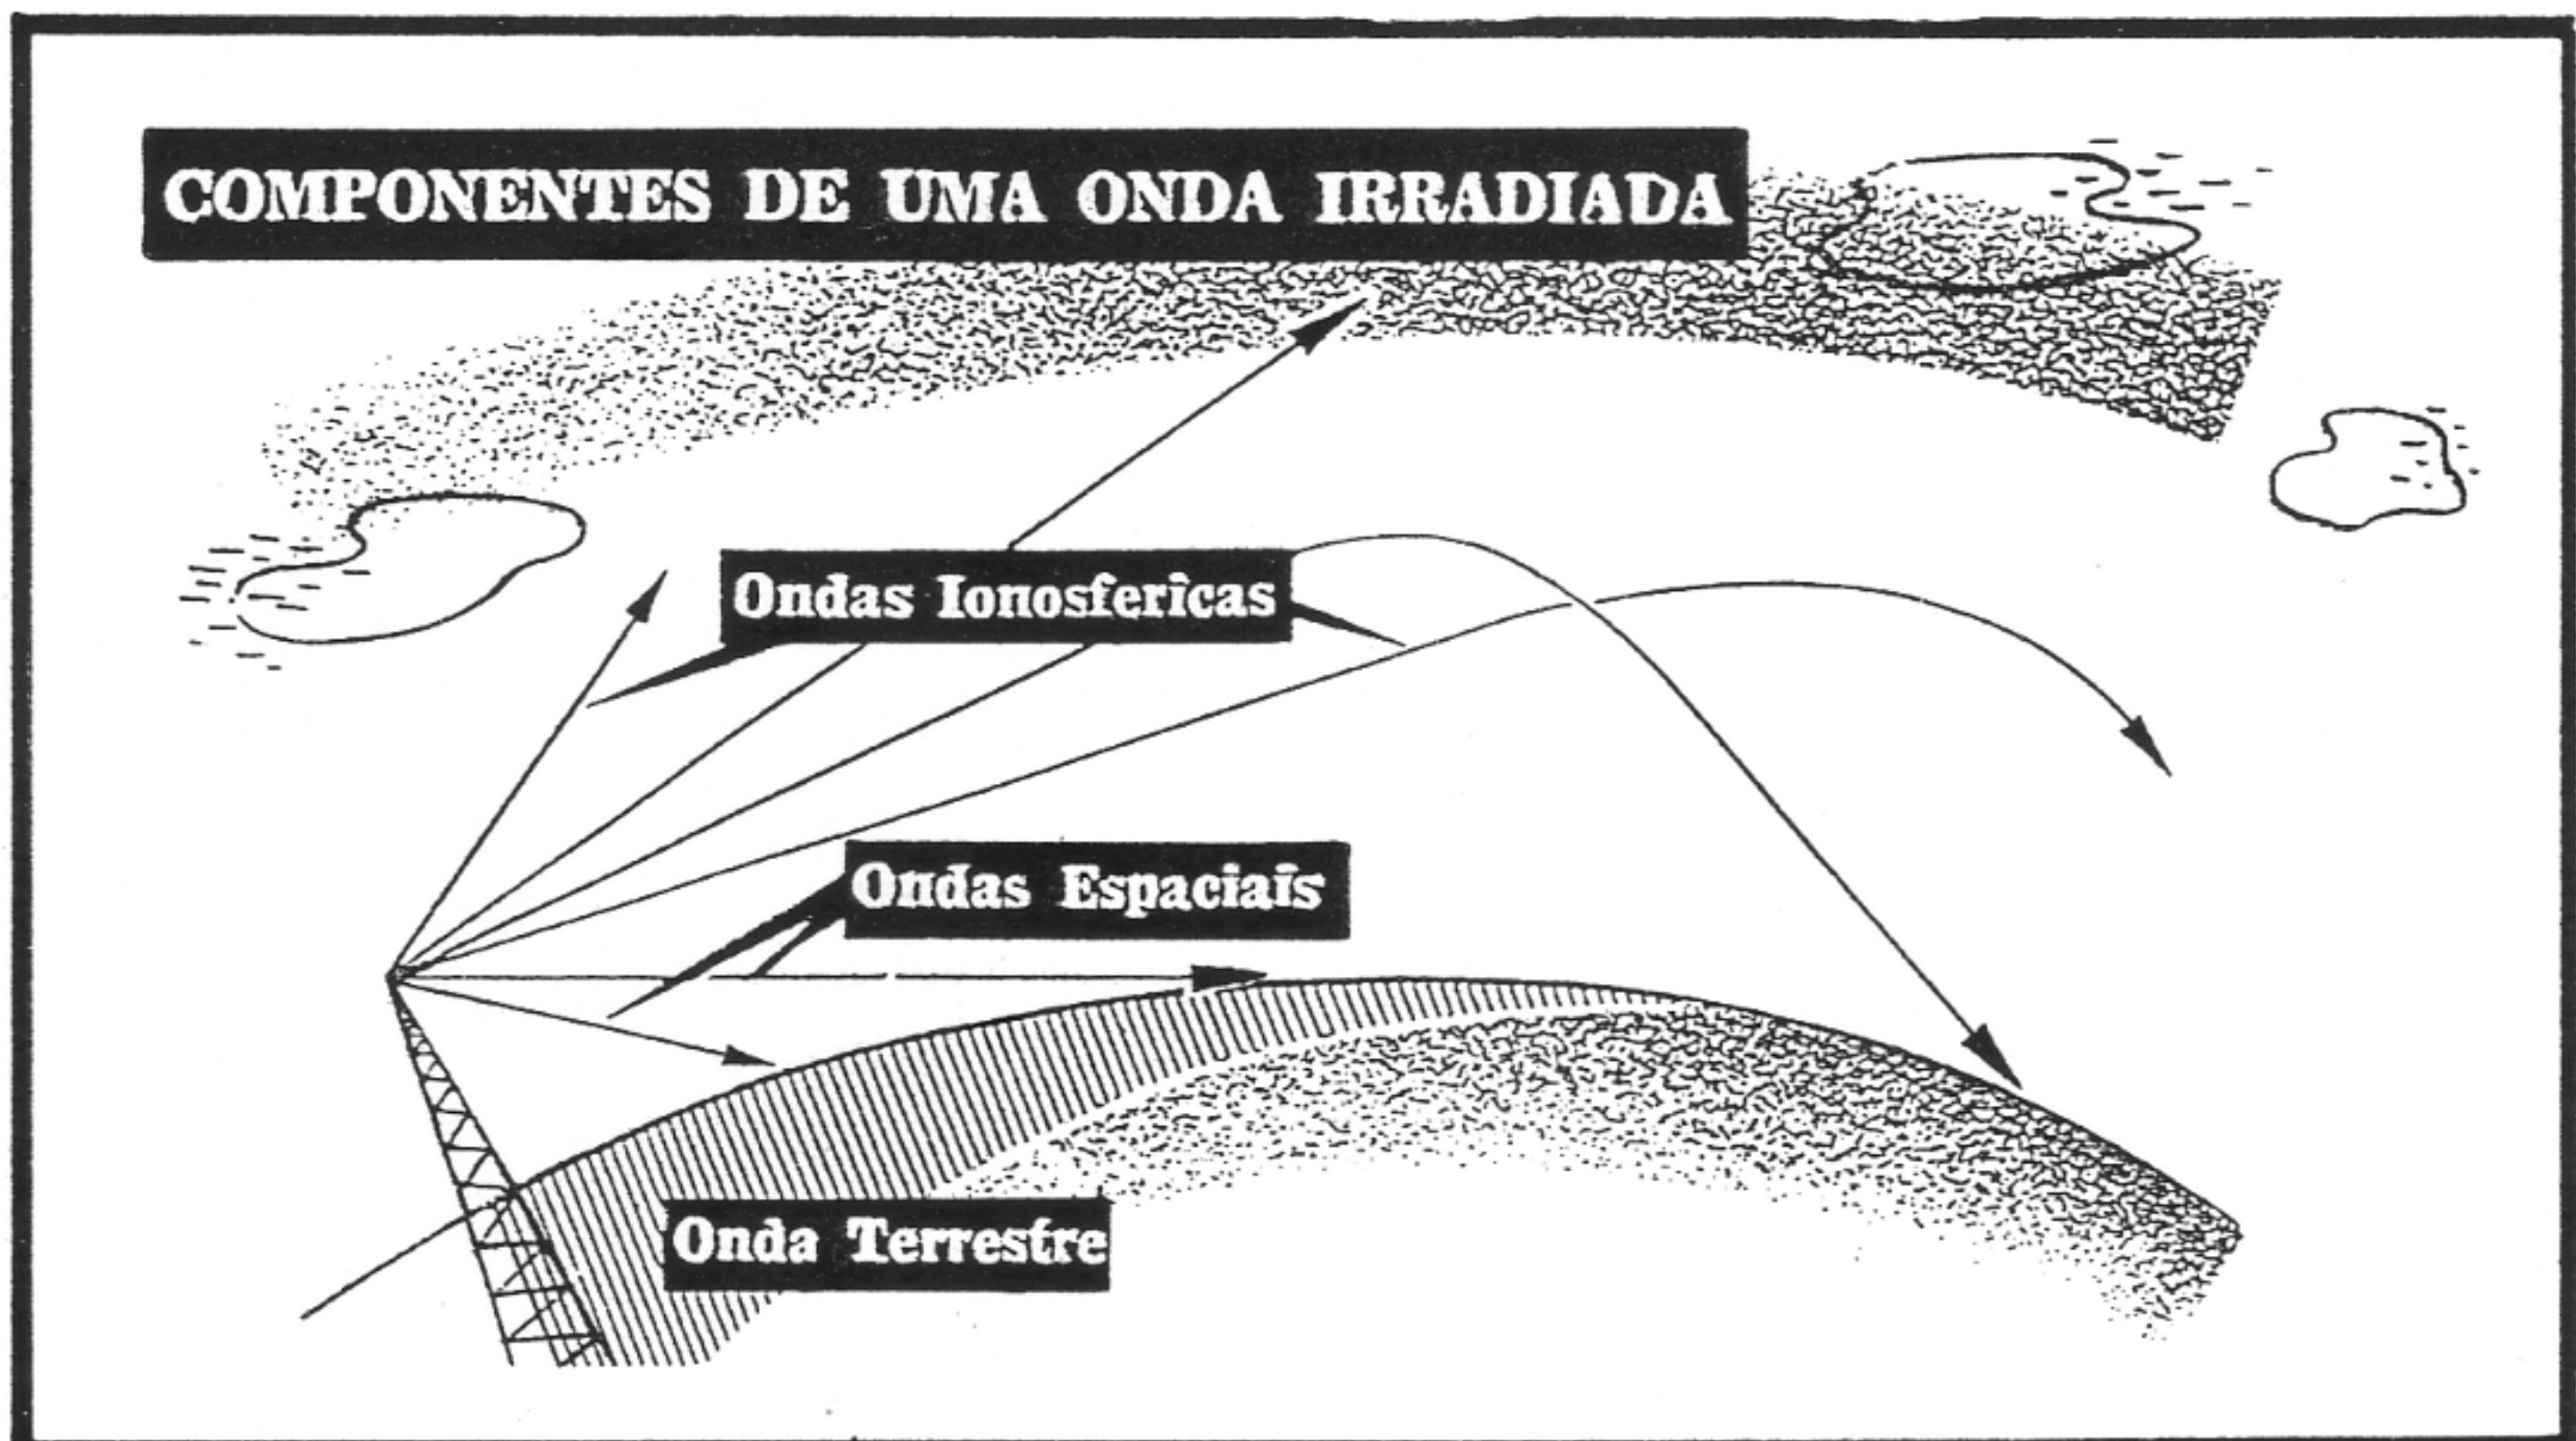 COMPONENTES DE UMA ONDA IRRADIADA
Ondas Ionosfericas
Ondas Espaciais
Onda Terrestre